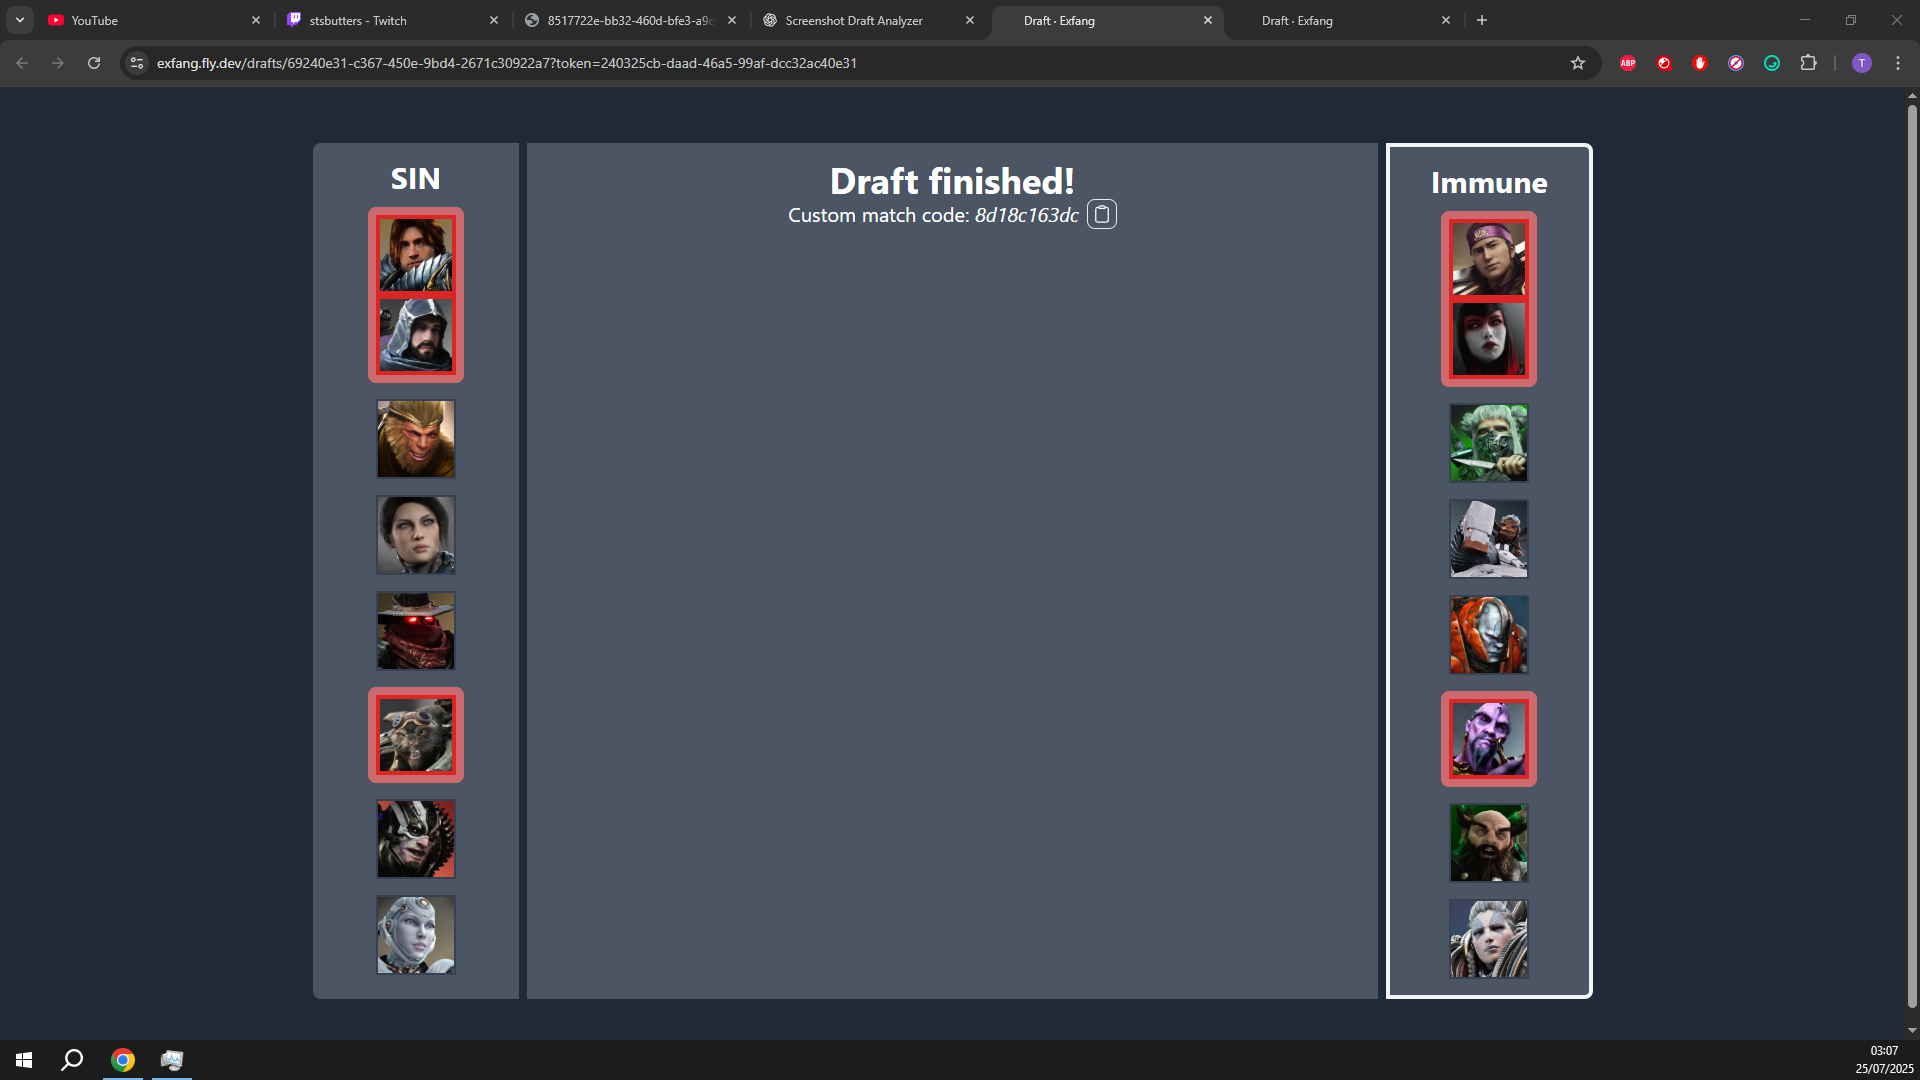 YouTube
stsbutters - Twitch
8517722e-bb32-460d-bfe3-a9c
Screenshot Draft Analyzer
Draft · Exfang
Draft · Exfang
exfang.fly.dev/drafts/69240e31-c367-450e-9bd4-2671c30922a7?token=240325cb-daad-46a5-99af-dcc32ac40e31
ABP
T
SIN
Draft finished!
Custom match code: 8d18c163dc
Immune
03:07
25/07/2025